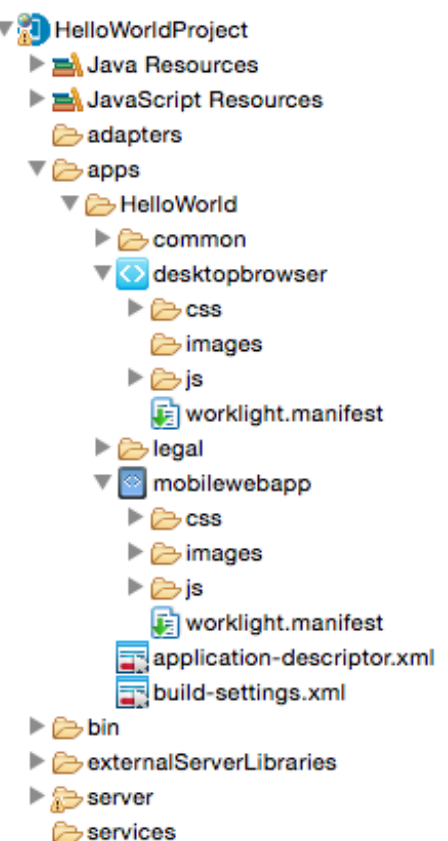 HelloWorldProject
Java Resources
JavaScript Resources
adapters
apps
HelloWorld
common
desktopbrowser
css
images
js
worklight.manifest
legal
mobilewebapp
css
images
js
worklight.manifest
application-descriptor.xml
build-settings.xml
bin
externalServerLibraries
server
services